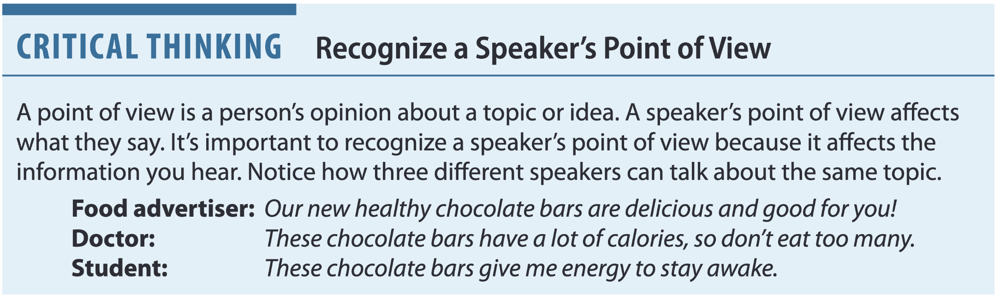 CRITICAL THINKING Recognize a Speaker’s Point of View
A point of view is a person’s opinion about a topic or idea. A speaker’s point of view affects
what they say. It’s important to recognize a speaker’s point of view because it affects the
information you hear. Notice how three different speakers can talk about the same topic.
Food advertiser: Our new healthy chocolate bars are delicious and good for you!
Doctor: These chocolate bars have a lot of calories, so don’t eat too many.
Student: These chocolate bars give me energy to stay awake.